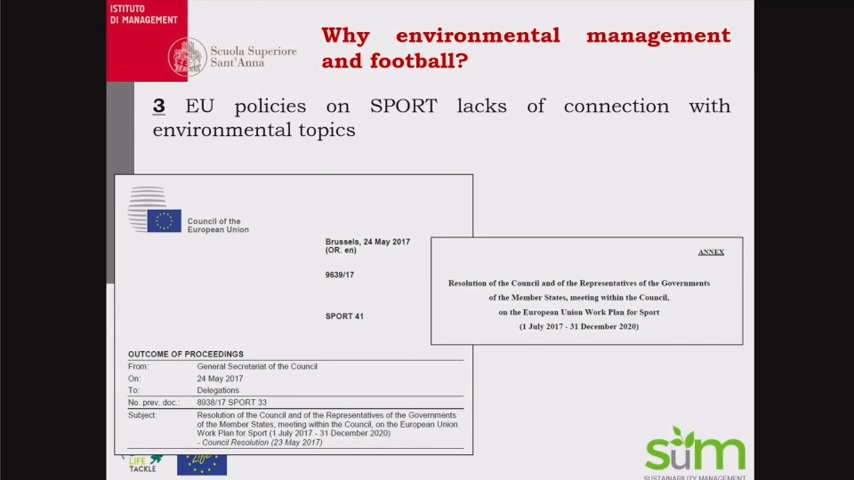 ISTITUTO
DI MANAGEMENT
Scuola Superiore
Sant'Anna
Why environmental management
and football?
3 EU policies on SPORT lacks of connection with
environmental topics
Council of the
European Union
Brussels, 24 May 2017
(OR. en)
9639/17
SPORT 41
OUTCOME OF PROCEEDINGS
From: General Secretariat of the Council
On: 24 May 2017
To: Delegations
No. prev. doc.: 8938/17 SPORT 33
Subject: Resolution of the Council and of the Representatives of the Governments
of the Member States, meeting within the Council, on the European Union
Work Plan for Sport (1 July 2017 - 31 December 2020)
- Council Resolution (23 May 2017)
ANNEX
Resolution of the Council and of the Representatives of the Governments
of the Member States, meeting within the Council,
on the European Union Work Plan for Sport
(1 July 2017 - 31 December 2020)
LIFE
TACKLE
Life
SuM
SUSTAINABILITY MANAGEMENT